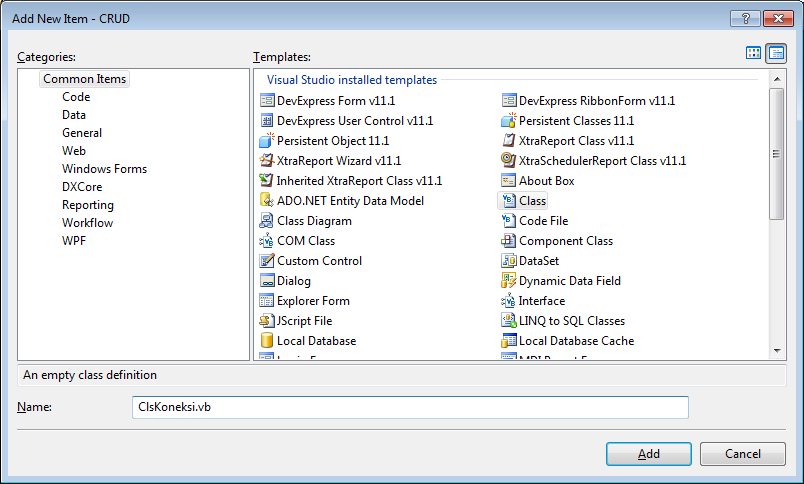 Add New Item - CRUD
Categories:
Templates:
Common Items
Code
Data
General
Web
Windows Forms
DXCore
Reporting
Workflow
WPF
Visual Studio installed templates
DevExpress Form v11.1
DevExpress RibbonForm v11.1
DevExpress User Control v11.1
Persistent Classes 11.1
Persistent Object 11.1
XtraReport Class v11.1
XtraReport Wizard v11.1
XtraSchedulerReport Class v11.1
Inherited XtraReport Class v11.1
About Box
ADO.NET Entity Data Model
Class
Class Diagram
Code File
COM Class
Component Class
Custom Control
DataSet
Dialog
Dynamic Data Field
Explorer Form
Interface
JScript File
LINQ to SQL Classes
Local Database
Local Database Cache
An empty class definition
Name:
ClsKoneksi.vb
Add
Cancel